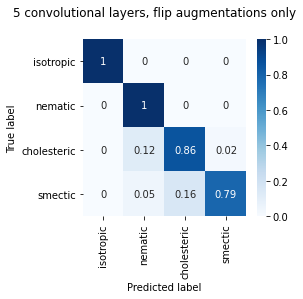 5 convolutional layers, flip augmentations only
True label
isotropic 1 0 0 0
nematic 0 1 0 0
cholesteric 0 0.12 0.86 0.02
smectic 0 0.05 0.16 0.79
isotropic nematic cholesteric smectic
Predicted label
1.0
0.8
0.6
0.4
0.2
0.0